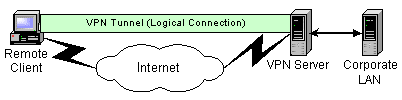 VPN Tunnel (Logical Connection)
Remote
Client
Internet
VPN Server
Corporate
LAN